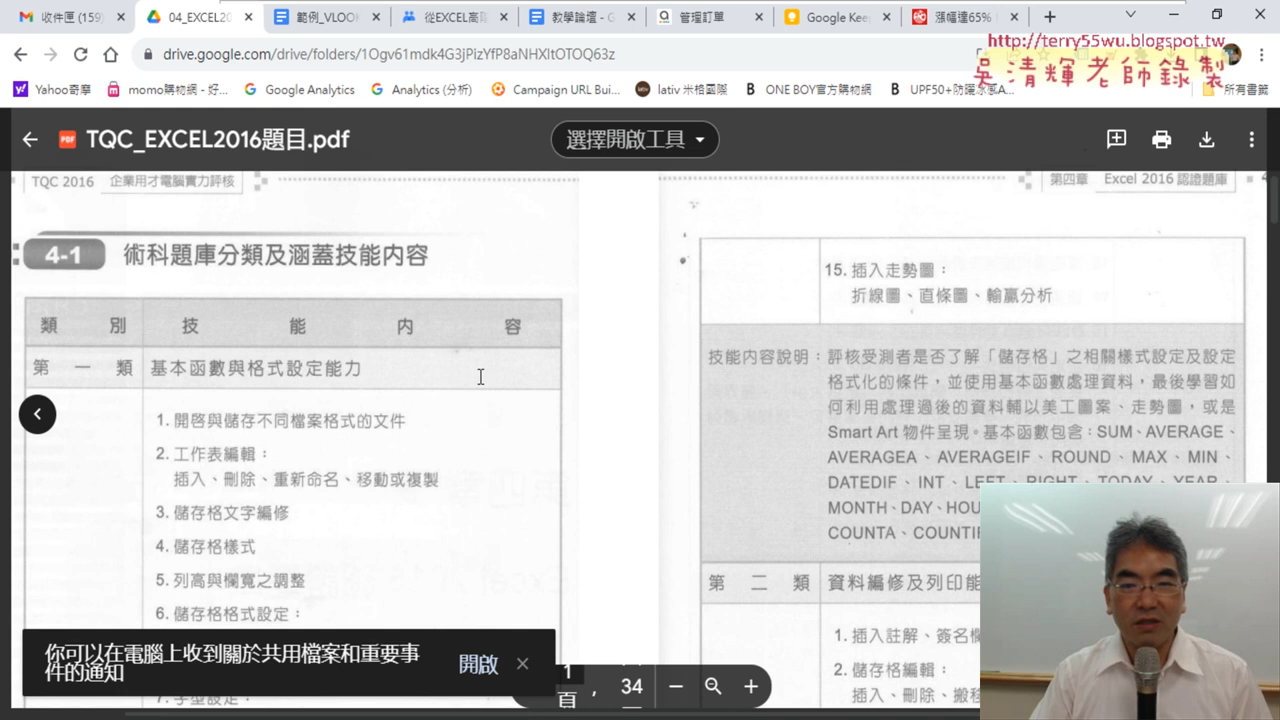 收件匣 (159)
04_EXCEL20
範例_VLOO
從EXCEL高
教學論壇 - G
管理訂單
Google Kee
漲幅達65%
http://terry55wu.blogspot.tw
吳清輝老師錄製
drive.google.com/drive/folders/1Ogv61mdk4G3jPizYfP8aNHXltOTOQ63z
Yahoo奇摩
momo購物網 - 好...
Google Analytics
Analytics (分析)
Campaign URL Bui...
lativ 米格國際
ONE BOY官方購物網
UPF50+防曬冰感A...
所有書籤
TQC_EXCEL2016題目.pdf
選擇開啟工具
TQC 2016 企業用才電腦實力評核
4-1 術科題庫分類及涵蓋技能內容
類別 技能內容
第一類 基本函數與格式設定能力
1. 開啓與儲存不同檔案格式的文件
2. 工作表編輯：
插入、刪除、重新命名、移動或複製
3. 儲存格文字編修
4. 儲存格樣式
5. 列高與欄寬之調整
6. 儲存格格式設定：
7. 字型設定：
第四章 Excel 2016 認證題庫
15. 插入走勢圖：
折線圖、直條圖、輸贏分析
技能內容說明：評核受測者是否了解「儲存格」之相關樣式設定及設定
格式化的條件，並使用基本函數處理資料，最後學習如
何利用處理過後的資料輔以美工圖案、走勢圖，或是
Smart Art 物件呈現。基本函數包含：SUM、AVERAGE、
AVERAGEA、AVERAGEIF、ROUND、MAX、MIN、
DATEDIF、INT、LEFT、RIGHT、TODAY、YEAR、
MONTH、DAY、HOU
COUNTA、COUNTIF
第二類 資料編修及列印能
1. 插入註解、簽名欄
2. 儲存格編輯：
插入、刪除、搬移
你可以在電腦上收到關於共用檔案和重要事
件的通知
開啟
1
頁，
34